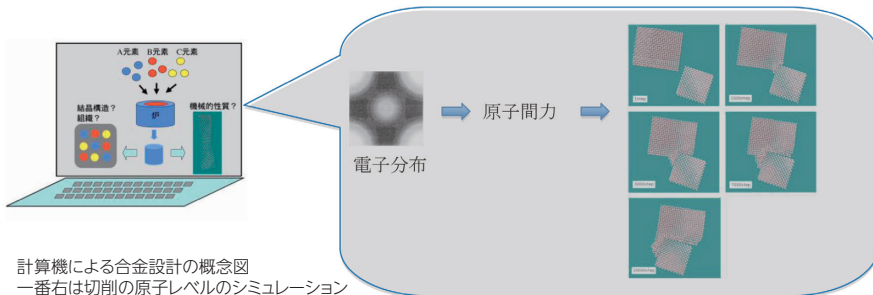 A元素 B元素 C元素
結晶構造?
組織?
機械的性質?
炉
電子分布
原子間力
計算機による合金設計の概念図
一番右は切削の原子レベルのシミュレーション